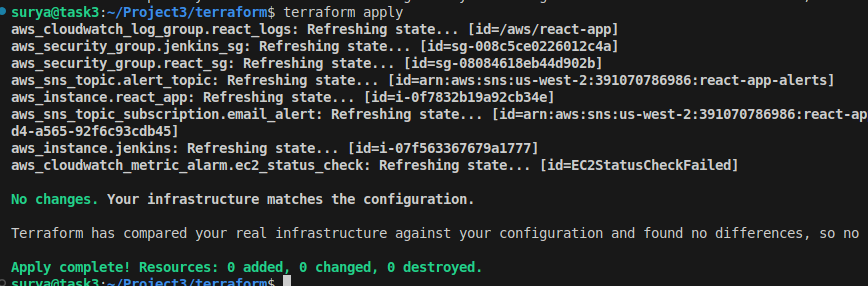 surya@task3:~/Project3/terraform$ terraform apply
aws_cloudwatch_log_group.react_logs: Refreshing state... [id=/aws/react-app]
aws_security_group.jenkins_sg: Refreshing state... [id=sg-008c5ce0226012c4a]
aws_security_group.react_sg: Refreshing state... [id=sg-08084618eb44d902b]
aws_sns_topic.alert_topic: Refreshing state... [id=arn:aws:sns:us-west-2:391070786986:react-app-alerts]
aws_instance.react_app: Refreshing state... [id=i-0f7832b19a92cb34e]
aws_sns_topic_subscription.email_alert: Refreshing state... [id=arn:aws:sns:us-west-2:391070786986:react-ap
d4-a565-92f6c93cdb45]
aws_instance.jenkins: Refreshing state... [id=i-07f563367679a1777]
aws_cloudwatch_metric_alarm.ec2_status_check: Refreshing state... [id=EC2StatusCheckFailed]
No changes. Your infrastructure matches the configuration.
Terraform has compared your real infrastructure against your configuration and found no differences, so no
Apply complete! Resources: 0 added, 0 changed, 0 destroyed.
surya@task3:~/Project3/terraform$